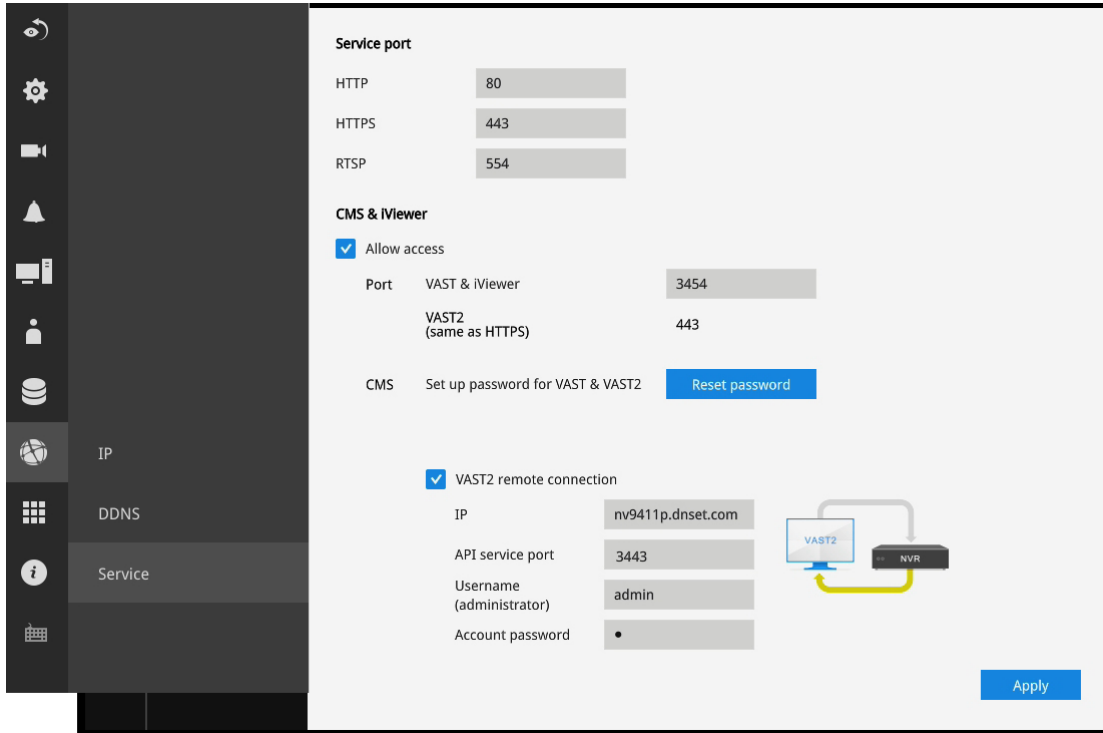 Service port
HTTP 80
HTTPS 443
RTSP 554
CMS & iViewer
Allow access
Port VAST & iViewer 3454
VAST2
(same as HTTPS) 443
CMS Set up password for VAST & VAST2 Reset password
IP
DDNS
Service
VAST2 remote connection
IP nv9411p.dnset.com
API service port 3443
Username
(administrator) admin
Account password •
VAST2
NVR
Apply